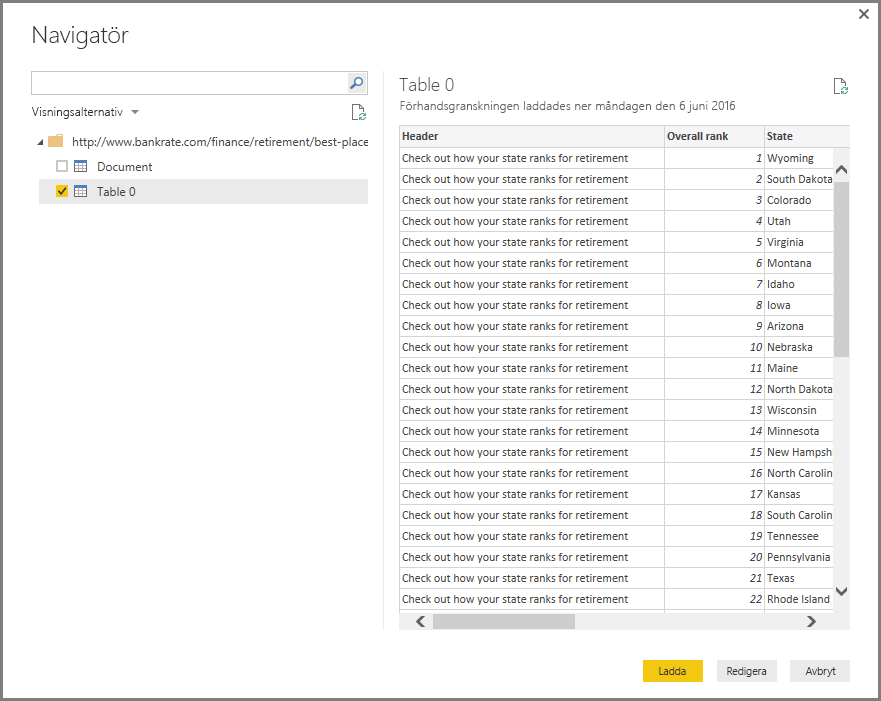 Navigatör
Visningsalternativ
http://www.bankrate.com/finance/retirement/best-place
Document
Table 0
Table 0
Förhandsgranskningen laddades ner måndagen den 6 juni 2016
Header Overall rank State
Check out how your state ranks for retirement 1 Wyoming
Check out how your state ranks for retirement 2 South Dakota
Check out how your state ranks for retirement 3 Colorado
Check out how your state ranks for retirement 4 Utah
Check out how your state ranks for retirement 5 Virginia
Check out how your state ranks for retirement 6 Montana
Check out how your state ranks for retirement 7 Idaho
Check out how your state ranks for retirement 8 Iowa
Check out how your state ranks for retirement 9 Arizona
Check out how your state ranks for retirement 10 Nebraska
Check out how your state ranks for retirement 11 Maine
Check out how your state ranks for retirement 12 North Dakota
Check out how your state ranks for retirement 13 Wisconsin
Check out how your state ranks for retirement 14 Minnesota
Check out how your state ranks for retirement 15 New Hampsh
Check out how your state ranks for retirement 16 North Carolin
Check out how your state ranks for retirement 17 Kansas
Check out how your state ranks for retirement 18 South Carolin
Check out how your state ranks for retirement 19 Tennessee
Check out how your state ranks for retirement 20 Pennsylvania
Check out how your state ranks for retirement 21 Texas
Check out how your state ranks for retirement 22 Rhode Island
Ladda Redigera Avbryt